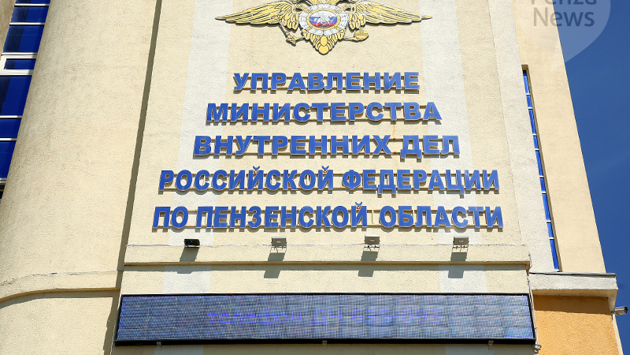 Penza
News
УПРАВЛЕНИЕ
МИНИСТЕРСТВА
ВНУТРЕННИХ ДЕЛ
РОССИЙСКОЙ ФЕДЕРАЦИИ
ПО ПЕНЗЕНСКОЙ ОБЛАСТИ